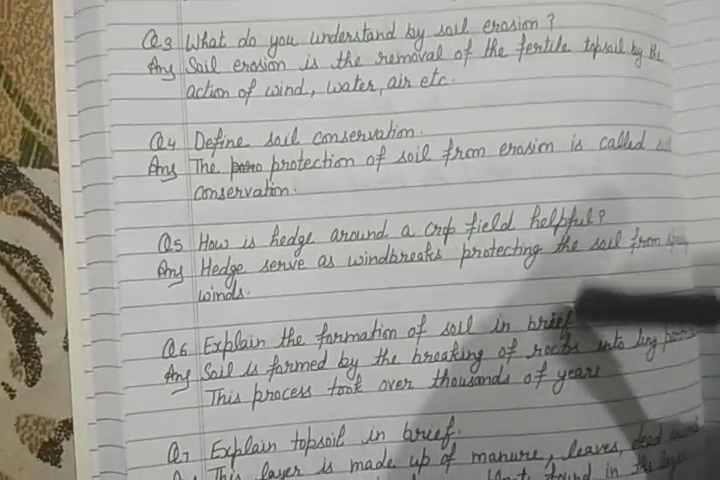 Q3 What do you understand by soil erosion?
Ans Soil erosion is the removal of the fertile topsoil by the
action of wind, water, air etc.
Q4 Define soil conservation.
Ans The protection of soil from erosion is called
conservation.
Q5 How is hedge around a crop field helpful?
Ans Hedge serve as windbreaks protecting the soil from
winds.
Q6 Explain the formation of soil in brief
Ans Soil is formed by the breaking of rocks into
This process took over thousands of years
Q7 Explain topsoil in brief.
This layer is made up of manure, leaves, dead
found in